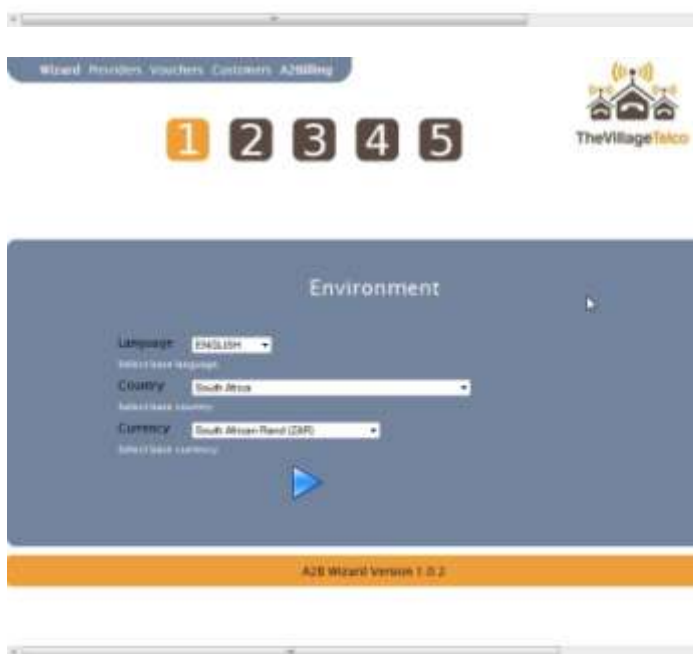 Wizard Providers Vouchers Customers A2Billing
1 2 3 4 5
TheVillageTelco
Environment
Language ENGLISH
Select base language.
Country South Africa
Select base country.
Currency South African Rand (ZAR)
Select base currency.
A2B Wizard Version 1.0.2